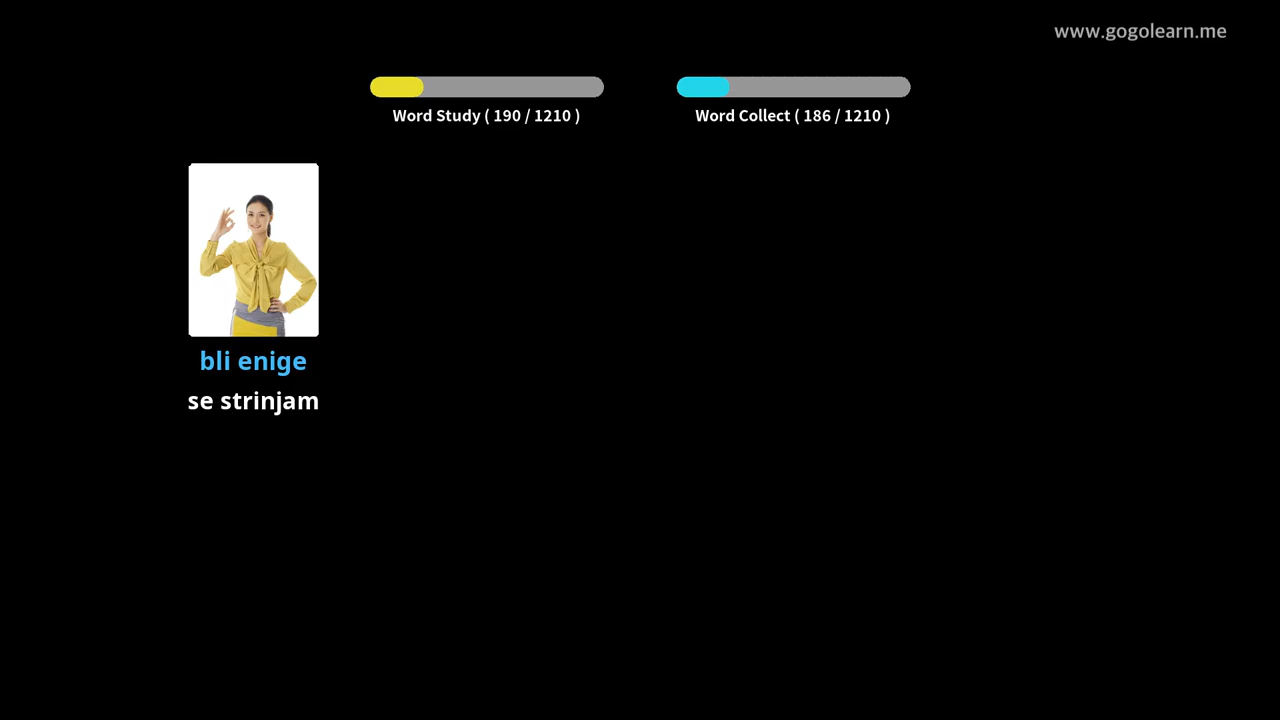 www.gogolearn.me
Word Study ( 190 / 1210 )
Word Collect ( 186 / 1210 )
bli enige
se strinjam